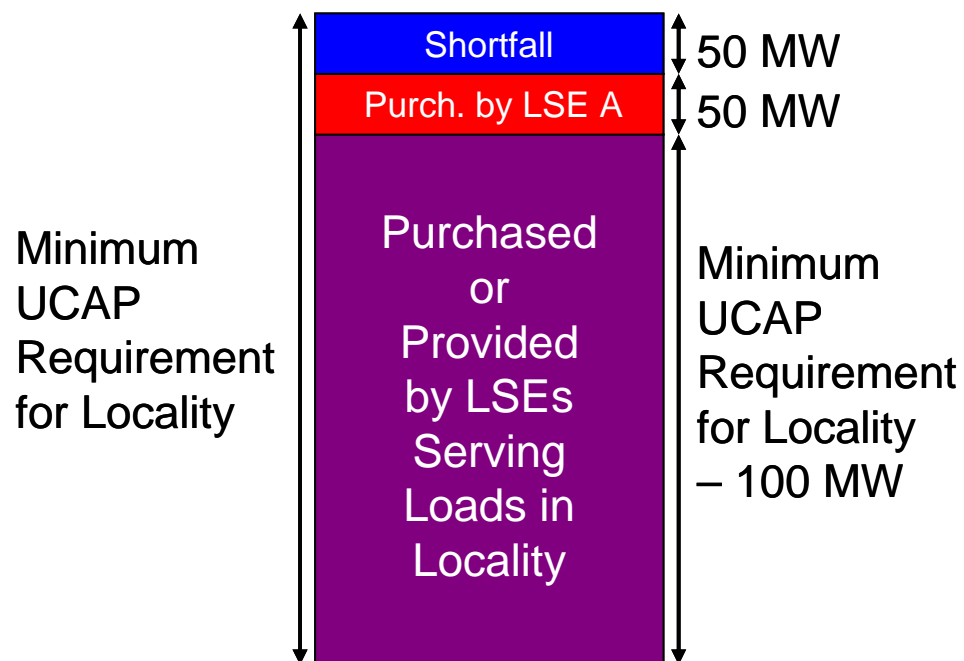 Shortfall
50 MW
Purch. by LSE A
50 MW
Minimum
UCAP
Requirement
for Locality
Purchased
or
Provided
by LSEs
Serving
Loads in
Locality
Minimum
UCAP
Requirement
for Locality
– 100 MW